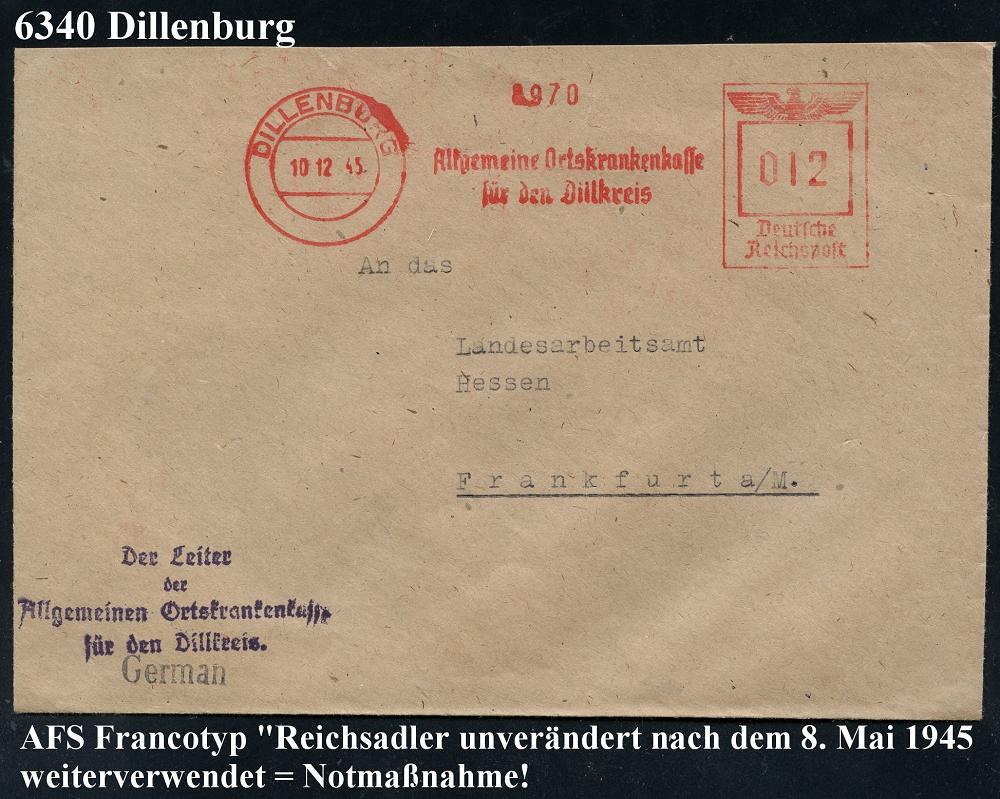 6340 Dillenburg
8970
DILLENBURG
10.12.45.
Allgemeine Ortskrankenkasse
für den Dillkreis
012
Deutsche
Reichspost
An das
Landesarbeitsamt
Hessen
Frankfurt a/M.
Der Leiter
der
Allgemeinen Ortskrankenkasse
für den Dillkreis.
German
AFS Francotyp "Reichsadler unverändert nach dem 8. Mai 1945
weiterverwendet = Notmaßnahme!